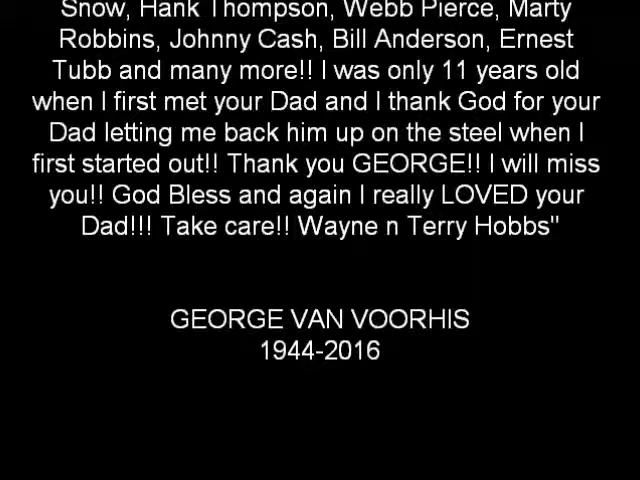 Snow, Hank Thompson, Webb Pierce, Marty
Robbins, Johnny Cash, Bill Anderson, Ernest
Tubb and many more!! I was only 11 years old
when I first met your Dad and I thank God for your
Dad letting me back him up on the steel when I
first started out!! Thank you GEORGE!! I will miss
you!! God Bless and again I really LOVED your
Dad!!! Take care!! Wayne n Terry Hobbs"
GEORGE VAN VOORHIS
1944-2016